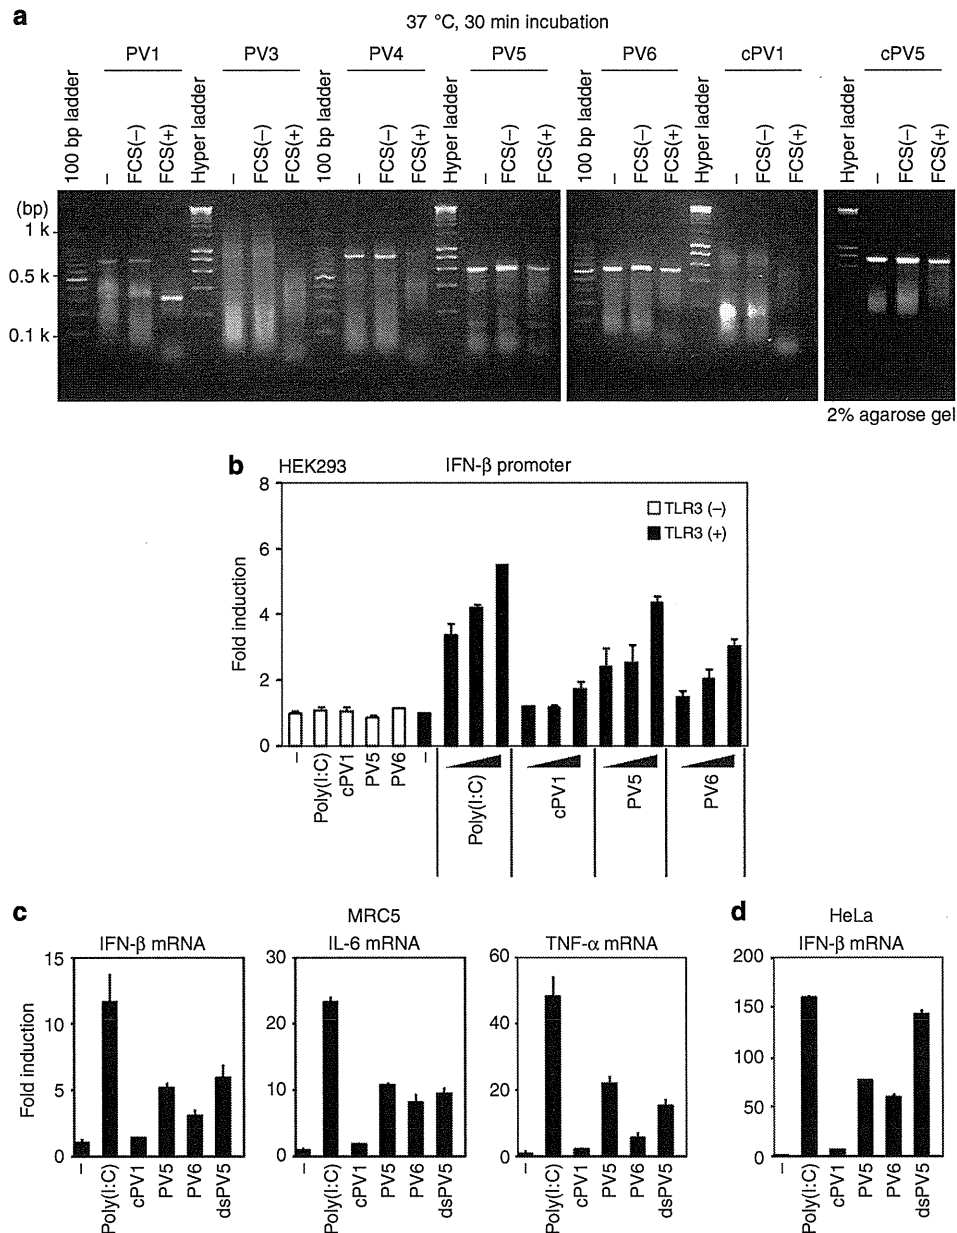 a
37 °C, 30 min incubation
PV1 PV3 PV4 PV5 PV6 cPV1 cPV5
100 bp ladder – FCS(–) FCS(+) Hyper ladder – FCS(–) FCS(+) 100 bp ladder – FCS(–) FCS(+) Hyper ladder – FCS(–) FCS(+) 100 bp ladder – FCS(–) FCS(+) Hyper ladder – FCS(–) FCS(+) Hyper ladder – FCS(–) FCS(+)
(bp)
1 k
0.5 k
0.1 k
2% agarose gel
b
HEK293 IFN-β promoter
TLR3 (–)
TLR3 (+)
Fold induction
8
6
4
2
0
– Poly(I:C) cPV1 PV5 PV6 – Poly(I:C) cPV1 PV5 PV6
c
MRC5
IFN-β mRNA IL-6 mRNA TNF-α mRNA
Fold induction
15
10
5
0
– Poly(I:C) cPV1 PV5 PV6 dsPV5
30
20
10
0
– Poly(I:C) cPV1 PV5 PV6 dsPV5
60
40
20
0
– Poly(I:C) cPV1 PV5 PV6 dsPV5
d
HeLa
IFN-β mRNA
200
150
100
50
0
– Poly(I:C) cPV1 PV5 PV6 dsPV5